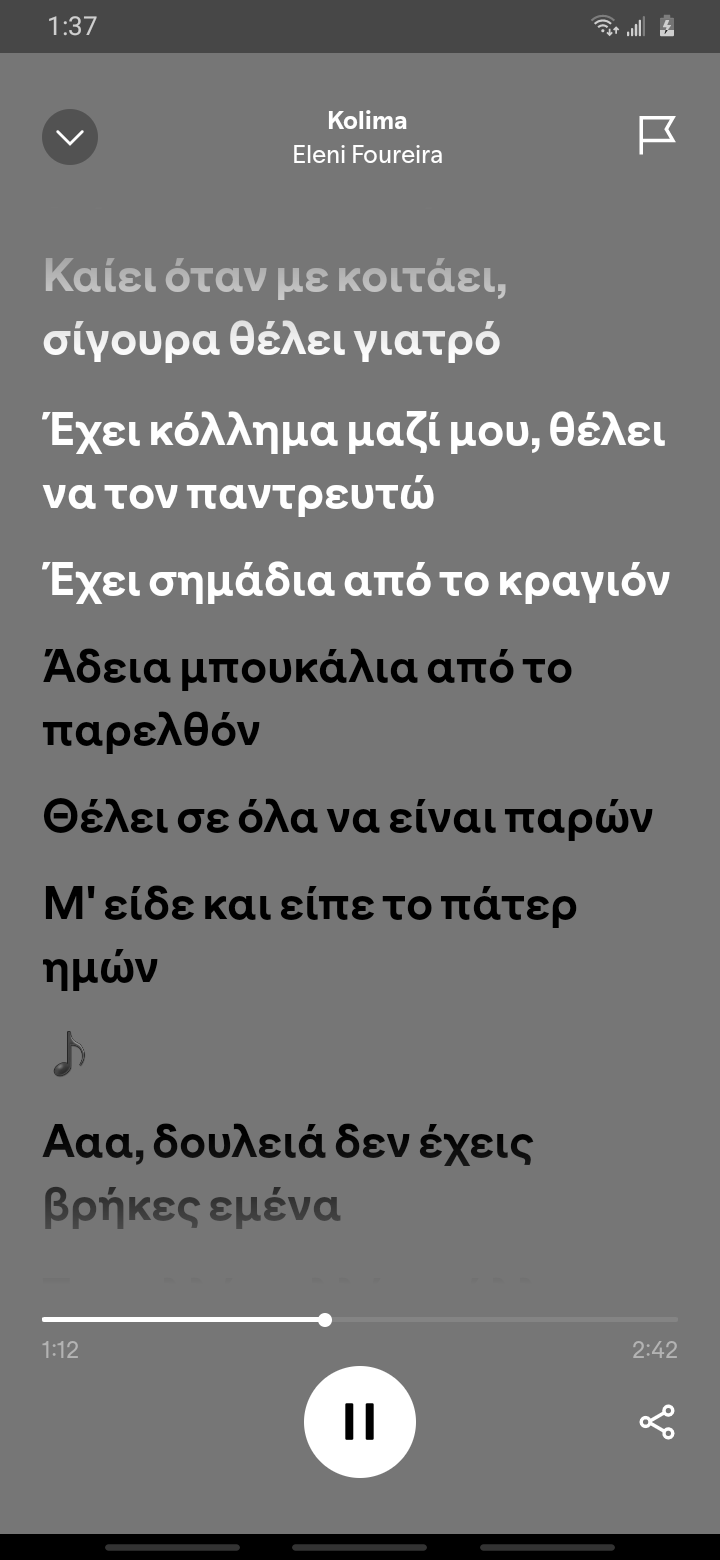 1:37
Kolima
Eleni Foureira
Καίει όταν με κοιτάει,
σίγουρα θέλει γιατρό
Έχει κόλλημα μαζί μου, θέλει
να τον παντρευτώ
Έχει σημάδια από το κραγιόν
Άδεια μπουκάλια από το
παρελθόν
Θέλει σε όλα να είναι παρών
Μ' είδε και είπε το πάτερ
ημών
Ααα, δουλειά δεν έχεις
βρήκες εμένα
1:12
2:42